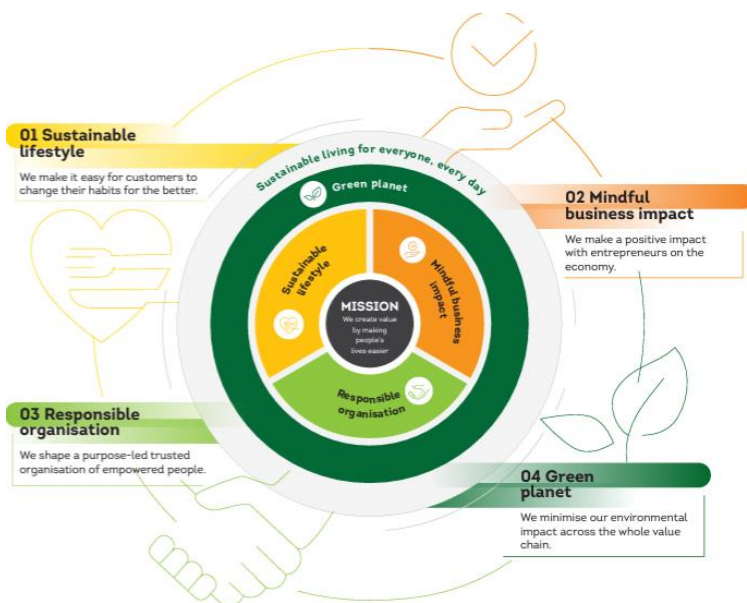 01 Sustainable
lifestyle
We make it easy for customers to
change their habits for the better.
Sustainable living for everyone, every day
Green planet
02 Mindful
business impact
We make a positive impact
with entrepreneurs on the
economy.
Sustainable
lifestyle
Mindful business
impact
MISSION
We create value
by making
people's
lives easier
Responsible
organisation
03 Responsible
organisation
We shape a purpose-led trusted
organisation of empowered people.
04 Green
planet
We minimise our environmental
impact across the whole value
chain.